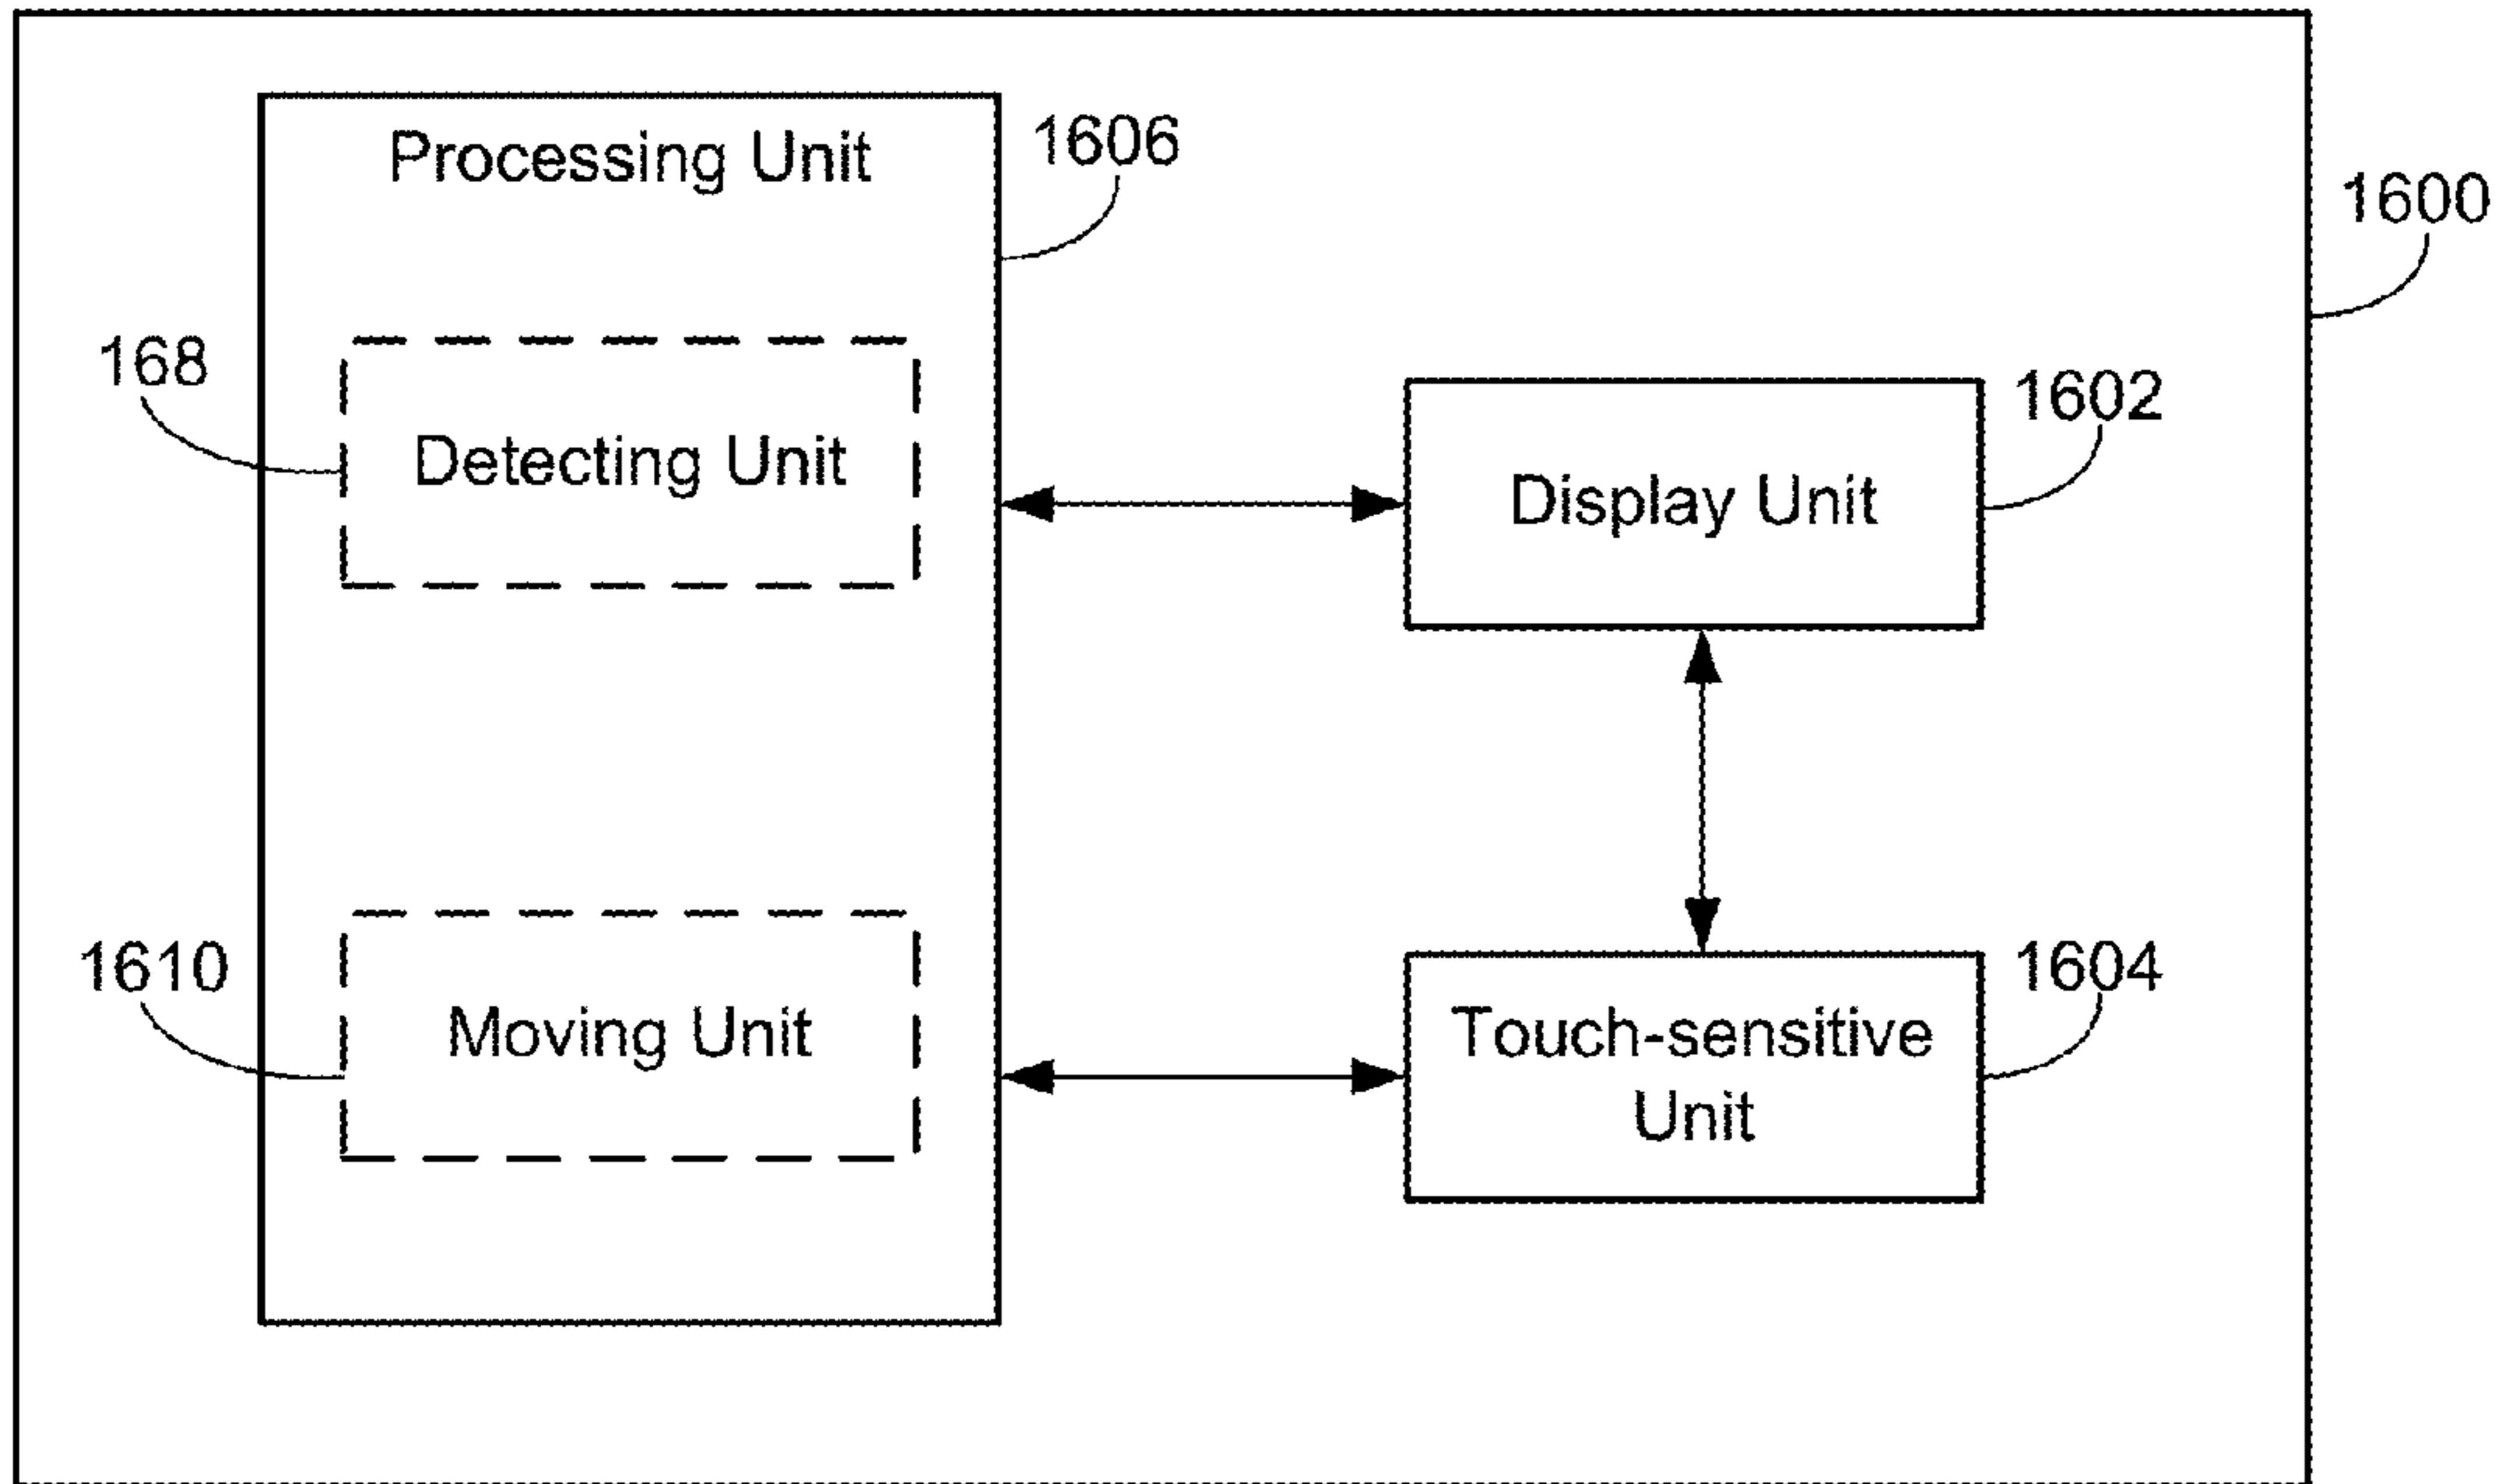 Processing Unit
1606
1600
168
Detecting Unit
Display Unit
1602
1610
Moving Unit
Touch-sensitive
Unit
1604